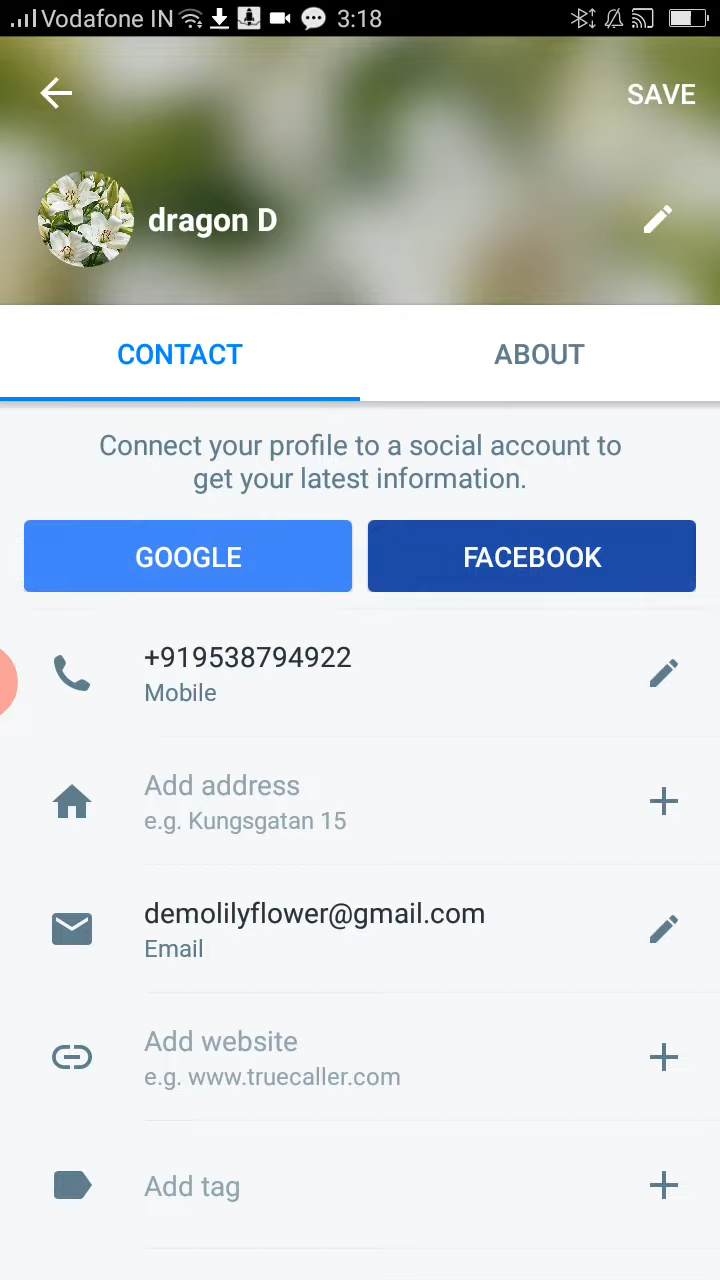 Vodafone IN 3:18
SAVE
dragon D
CONTACT ABOUT
Connect your profile to a social account to
get your latest information.
GOOGLE FACEBOOK
+919538794922
Mobile
Add address
e.g. Kungsgatan 15
demolilyflower@gmail.com
Email
Add website
e.g. www.truecaller.com
Add tag